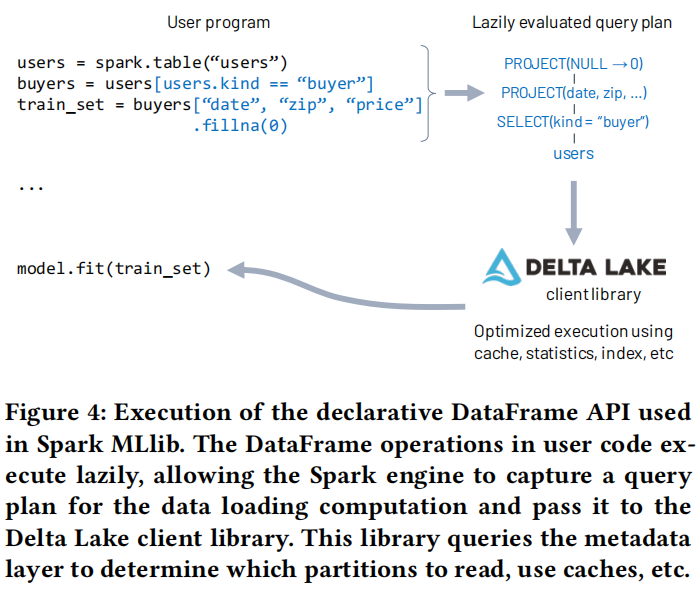 User program
Lazily evaluated query plan
users = spark.table(“users”)
buyers = users[users.kind == “buyer”]
train_set = buyers[“date”, “zip”, “price”]
.fillna(0)
PROJECT(NULL → 0)
PROJECT(date, zip, ...)
SELECT(kind = “buyer”)
users
...
model.fit(train_set)
DELTA LAKE
client library
Optimized execution using
cache, statistics, index, etc
Figure 4: Execution of the declarative DataFrame API used
in Spark MLlib. The DataFrame operations in user code ex-
ecute lazily, allowing the Spark engine to capture a query
plan for the data loading computation and pass it to the
Delta Lake client library. This library queries the metadata
layer to determine which partitions to read, use caches, etc.